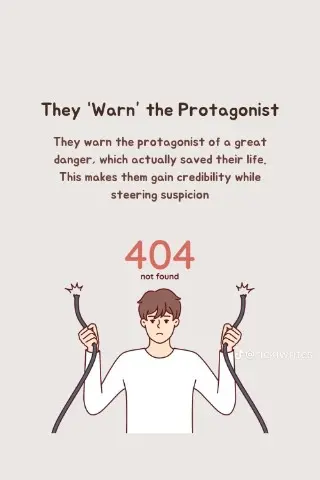 They 'Warn' the Protagonist
They warn the protagonist of a great
danger, which actually saved their life.
This makes them gain credibility while
steering suspicion
404
not found